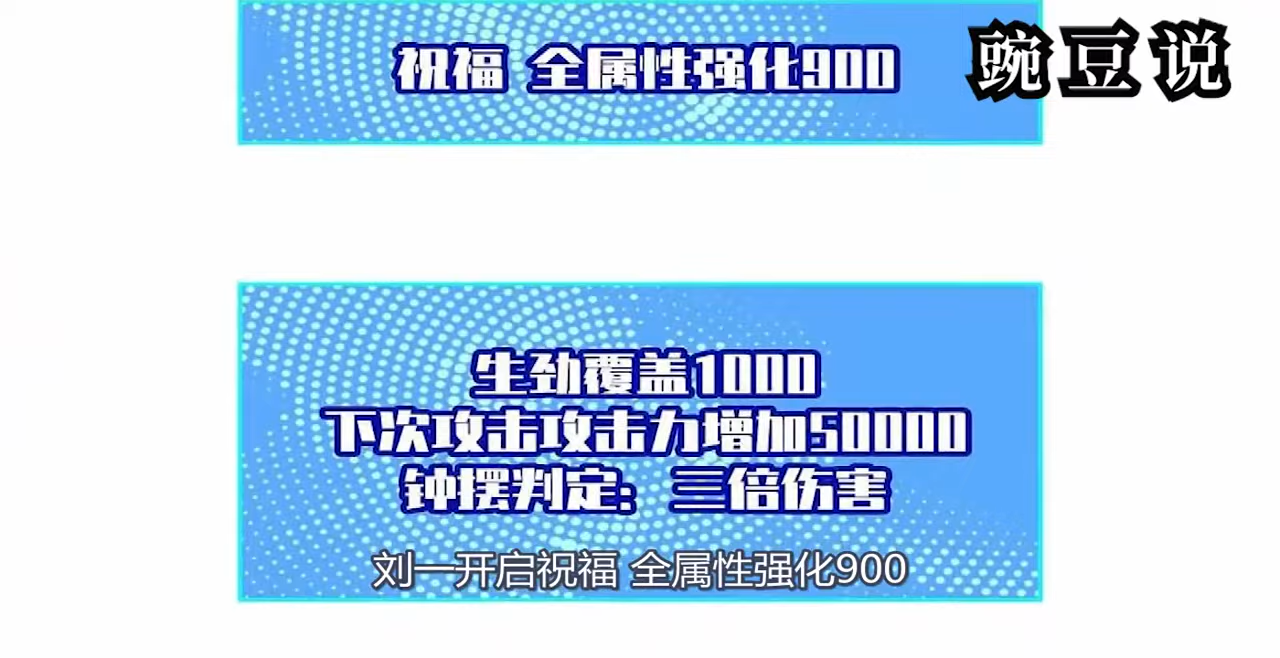 祝福 全属性强化900
豌豆说
生劲覆盖1000
下次攻击攻击力增加50000
钟摆判定：三倍伤害
刘一开启祝福 全属性强化900